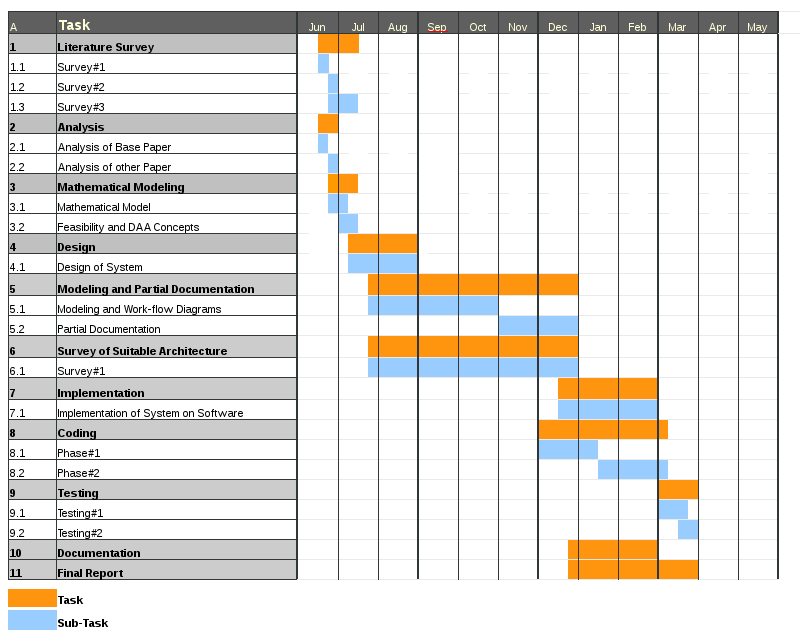 A Task Jun Jul Aug Sep Oct Nov Dec Jan Feb Mar Apr May
1 Literature Survey
1.1 Survey#1
1.2 Survey#2
1.3 Survey#3
2 Analysis
2.1 Analysis of Base Paper
2.2 Analysis of other Paper
3 Mathematical Modeling
3.1 Mathematical Model
3.2 Feasibility and DAA Concepts
4 Design
4.1 Design of System
5 Modeling and Partial Documentation
5.1 Modeling and Work-flow Diagrams
5.2 Partial Documentation
6 Survey of Suitable Architecture
6.1 Survey#1
7 Implementation
7.1 Implementation of System on Software
8 Coding
8.1 Phase#1
8.2 Phase#2
9 Testing
9.1 Testing#1
9.2 Testing#2
10 Documentation
11 Final Report
Task
Sub-Task